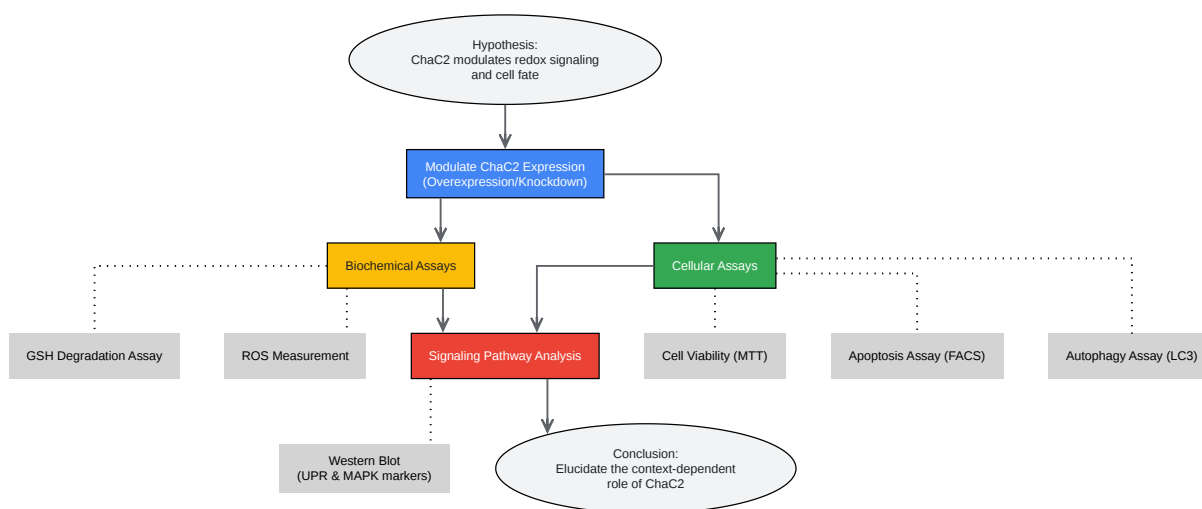 Hypothesis:
ChaC2 modulates redox signaling
and cell fate
Modulate ChaC2 Expression
(Overexpression/Knockdown)
Biochemical Assays
Cellular Assays
GSH Degradation Assay
ROS Measurement
Signaling Pathway Analysis
Cell Viability (MTT)
Apoptosis Assay (FACS)
Autophagy Assay (LC3)
Western Blot
(UPR & MAPK markers)
Conclusion:
Elucidate the context-dependent
role of ChaC2